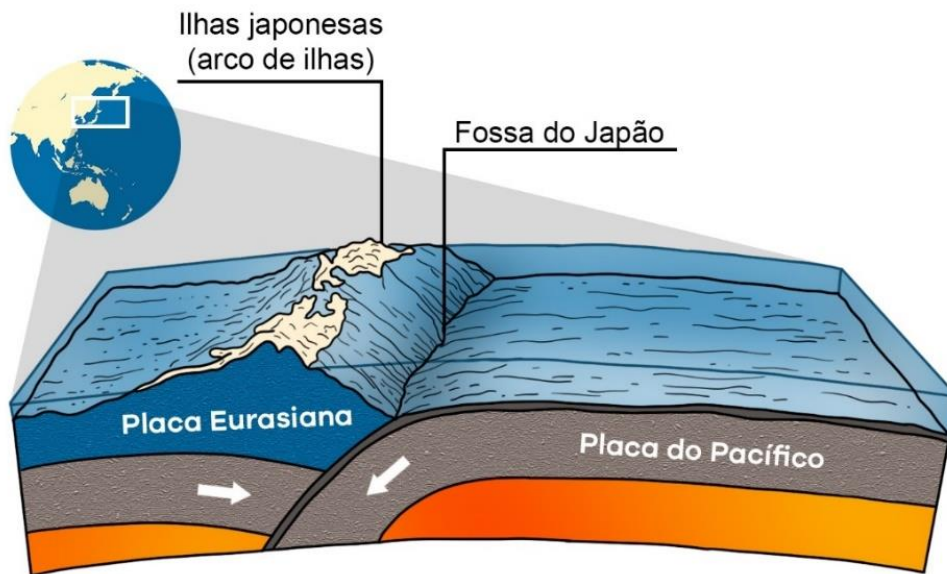 Ilhas japonesas
(arco de ilhas)
Fossa do Japão
Placa Eurasiana
Placa do Pacífico